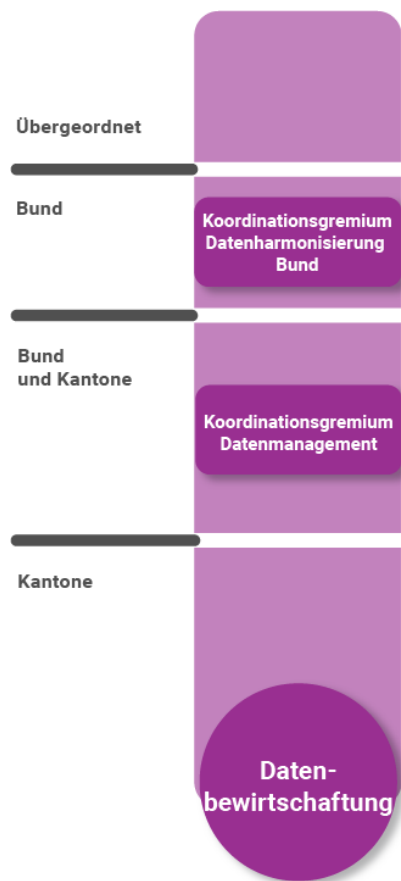 Übergeordnet
Bund
Koordinationsgremium
Datenharmonisierung
Bund
Bund
und Kantone
Koordinationsgremium
Datenmanagement
Kantone
Daten-
bewirtschaftung